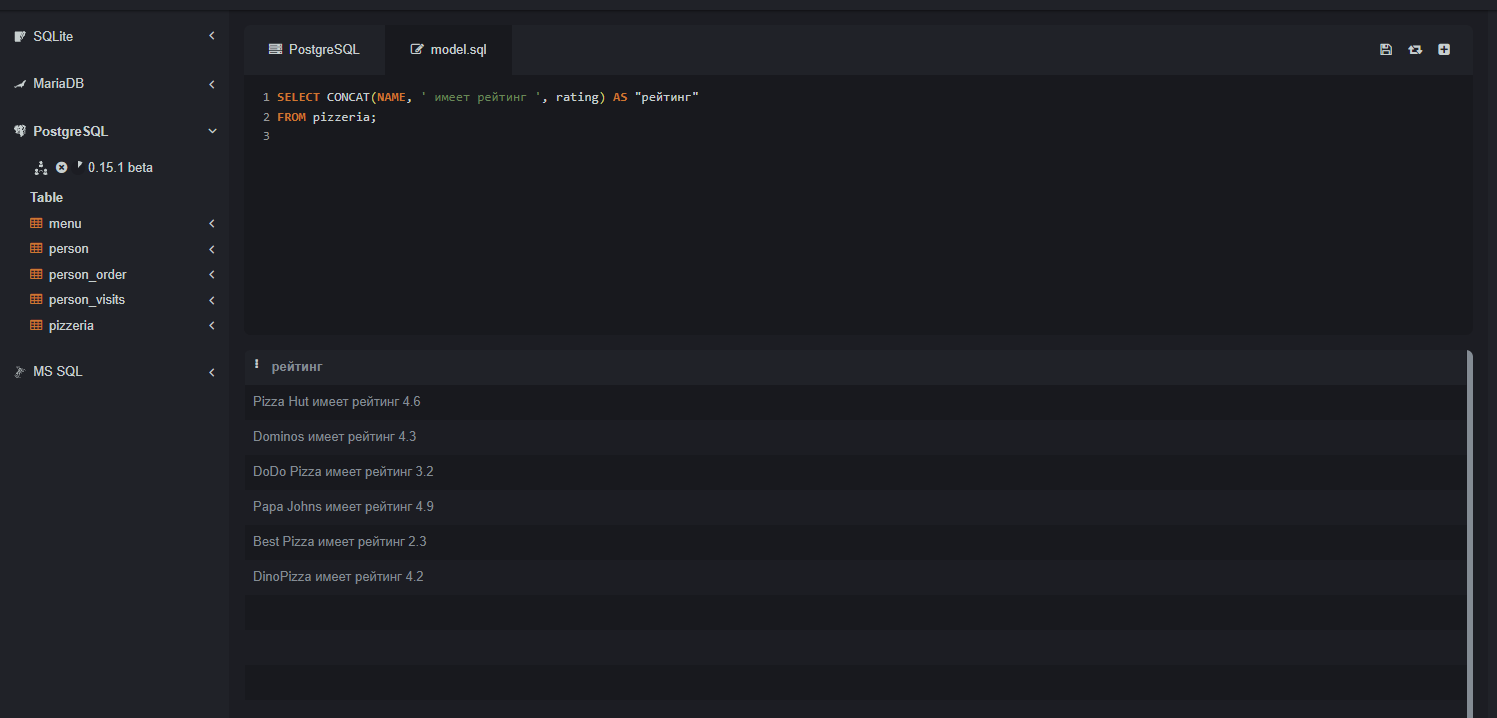 SQLite
MariaDB
PostgreSQL
0.15.1 beta
Table
menu
person
person_order
person_visits
pizzeria
MS SQL
PostgreSQL
model.sql
1 SELECT CONCAT(NAME, ' имеет рейтинг ', rating) AS "рейтинг"
2 FROM pizzeria;
3
рейтинг
Pizza Hut имеет рейтинг 4.6
Dominos имеет рейтинг 4.3
DoDo Pizza имеет рейтинг 3.2
Papa Johns имеет рейтинг 4.9
Best Pizza имеет рейтинг 2.3
DinoPizza имеет рейтинг 4.2